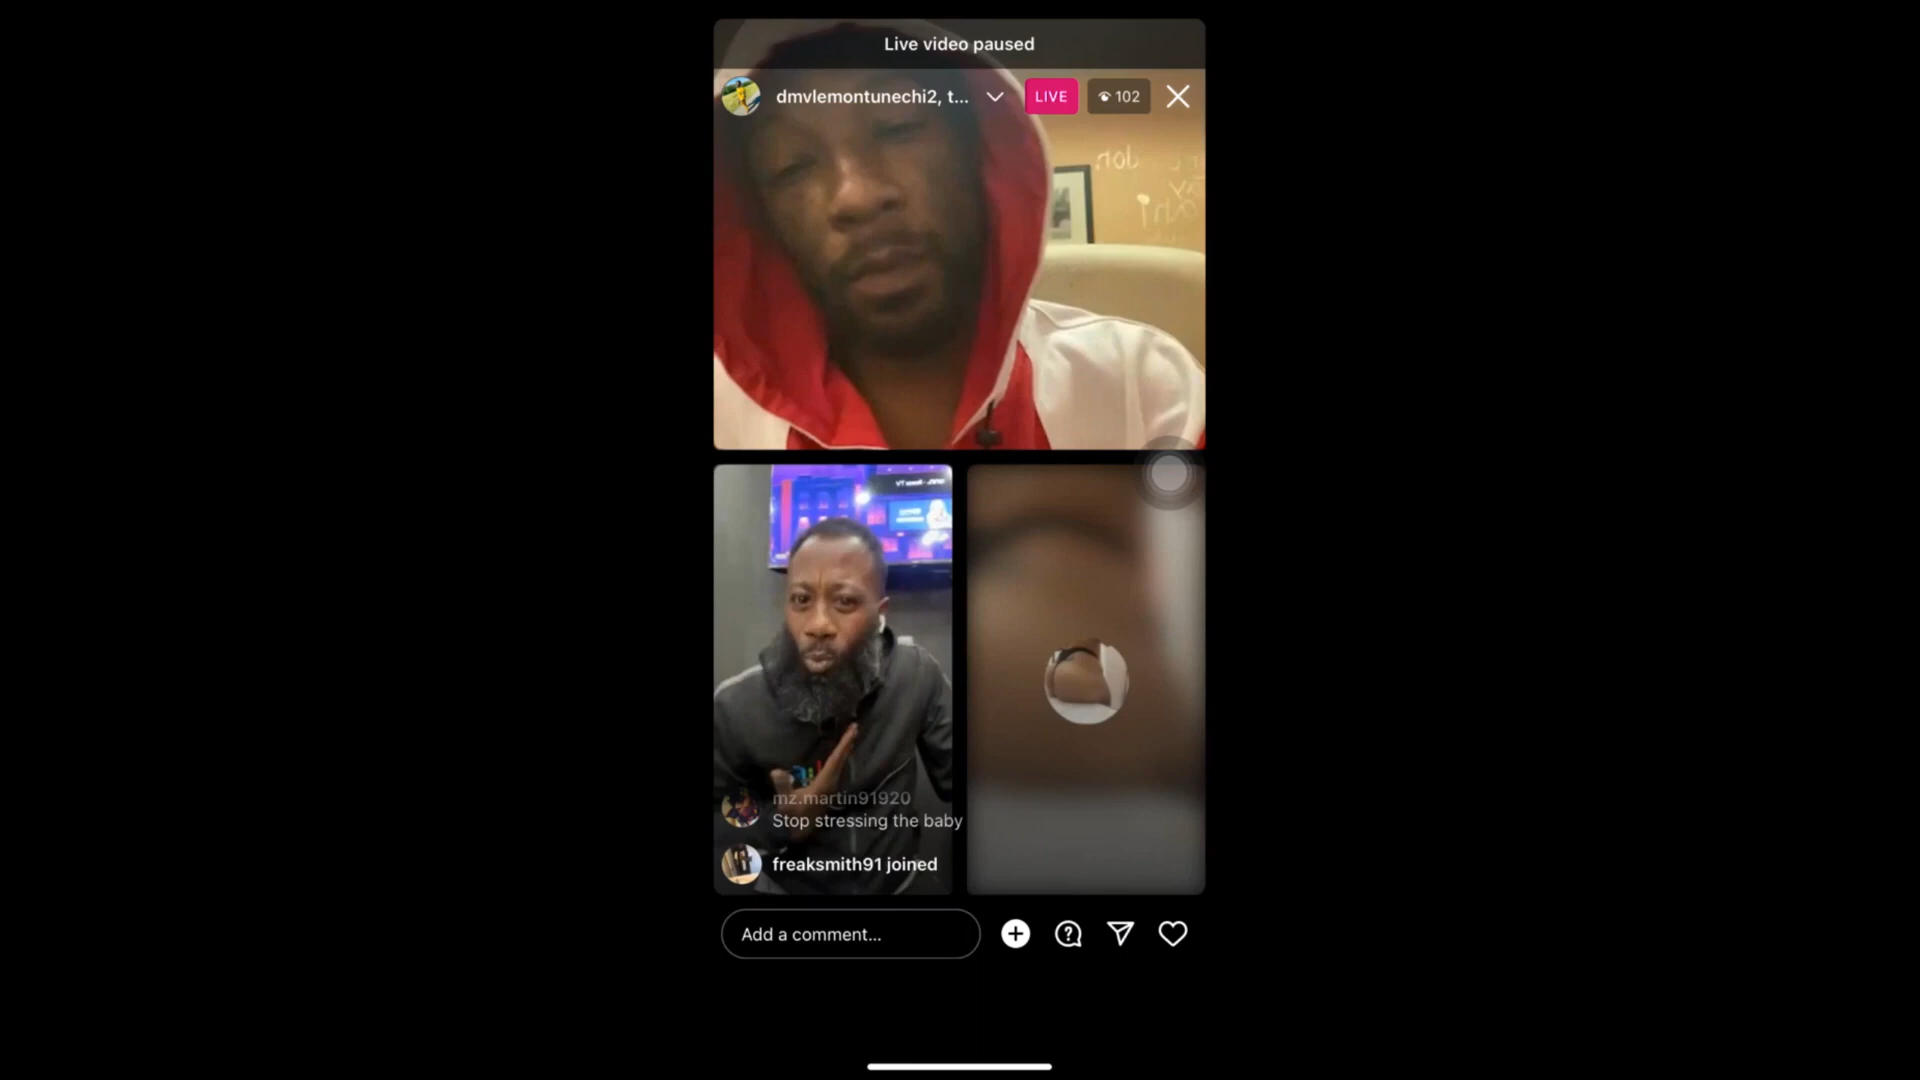 Live video paused
dmvlemontunechi2, t...
LIVE
102
mz.martin91920
Stop stressing the baby
freaksmith91 joined
Add a comment...